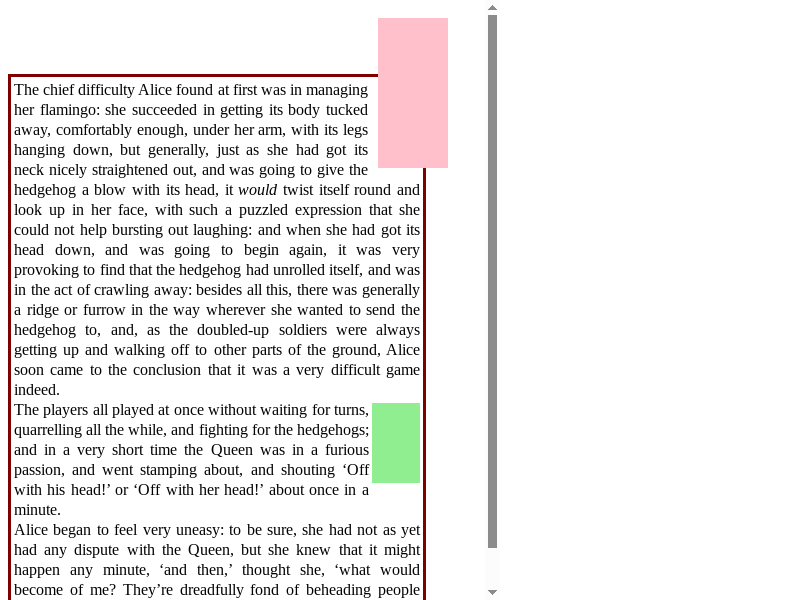 The chief difficulty Alice found at first was in managing
her flamingo: she succeeded in getting its body tucked
away, comfortably enough, under her arm, with its legs
hanging down, but generally, just as she had got its
neck nicely straightened out, and was going to give the
hedgehog a blow with its head, it would twist itself round and
look up in her face, with such a puzzled expression that she
could not help bursting out laughing: and when she had got its
head down, and was going to begin again, it was very
provoking to find that the hedgehog had unrolled itself, and was
in the act of crawling away: besides all this, there was generally
a ridge or furrow in the way wherever she wanted to send the
hedgehog to, and, as the doubled-up soldiers were always
getting up and walking off to other parts of the ground, Alice
soon came to the conclusion that it was a very difficult game
indeed.
The players all played at once without waiting for turns,
quarrelling all the while, and fighting for the hedgehogs;
and in a very short time the Queen was in a furious
passion, and went stamping about, and shouting ‘Off
with his head!’ or ‘Off with her head!’ about once in a
minute.
Alice began to feel very uneasy: to be sure, she had not as yet
had any dispute with the Queen, but she knew that it might
happen any minute, ‘and then,’ thought she, ‘what would
become of me? They’re dreadfully fond of beheading people